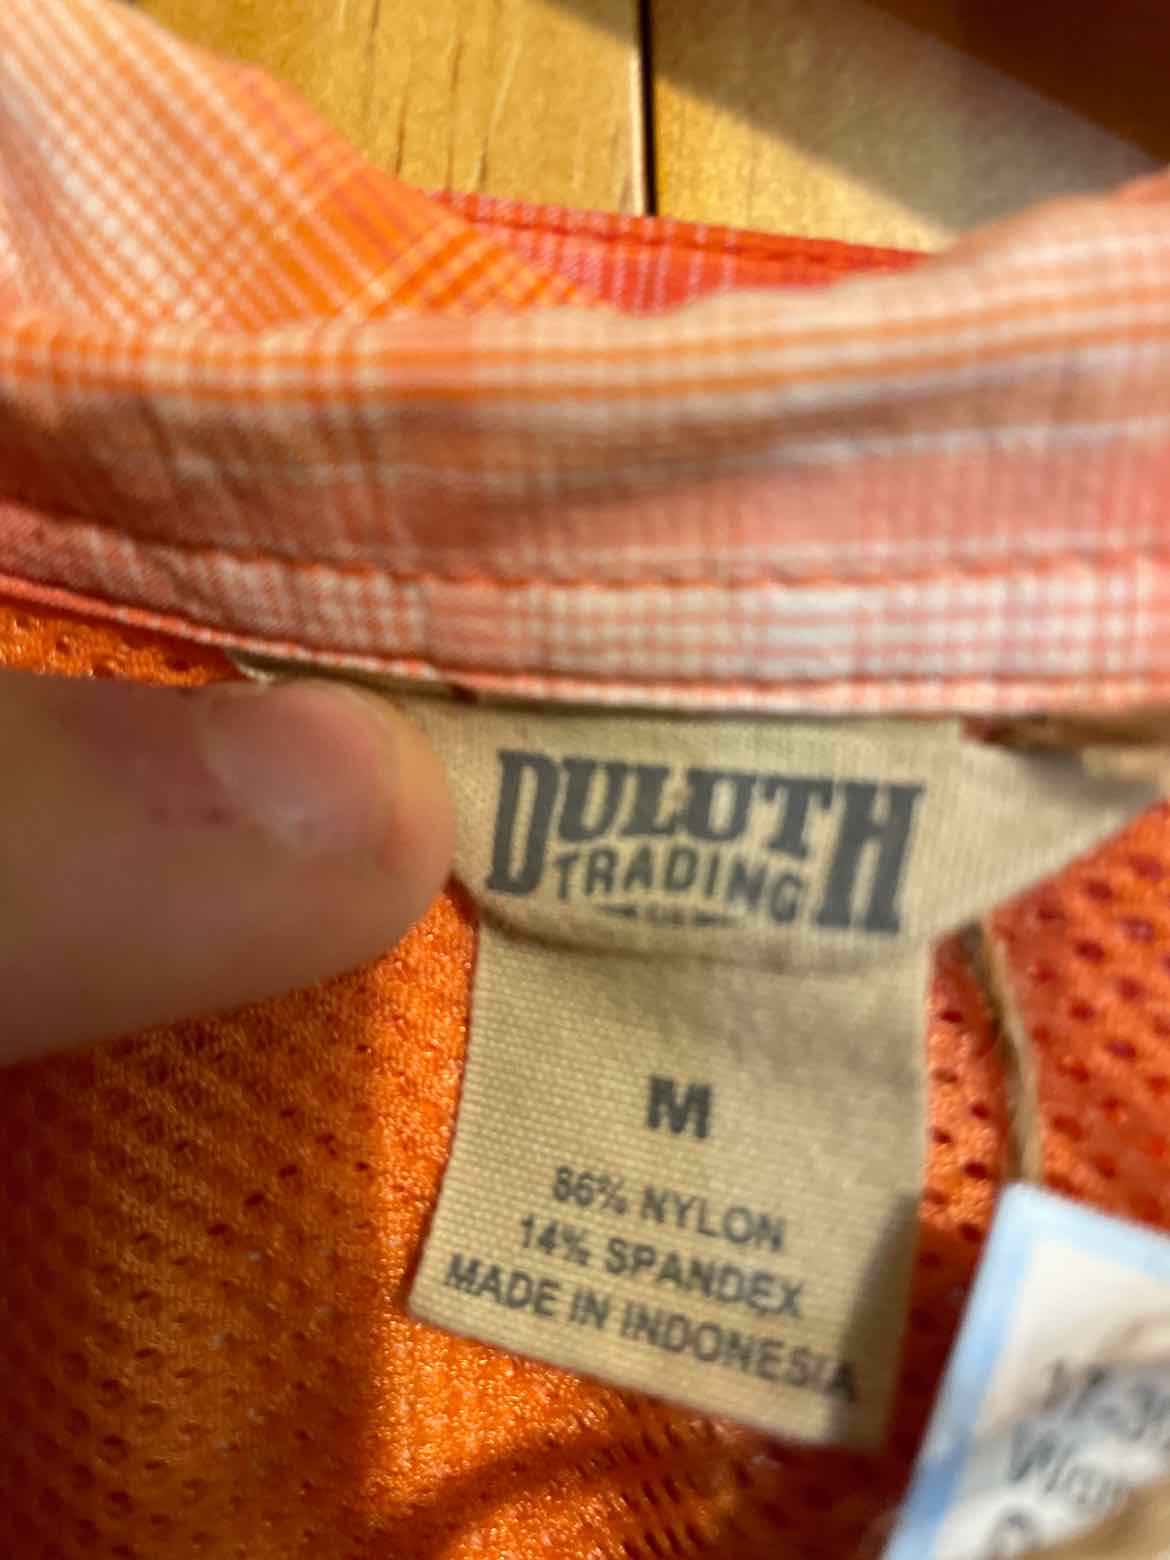 DULUTH
TRADING
M
86% NYLON
14% SPANDEX
MADE IN INDONESIA